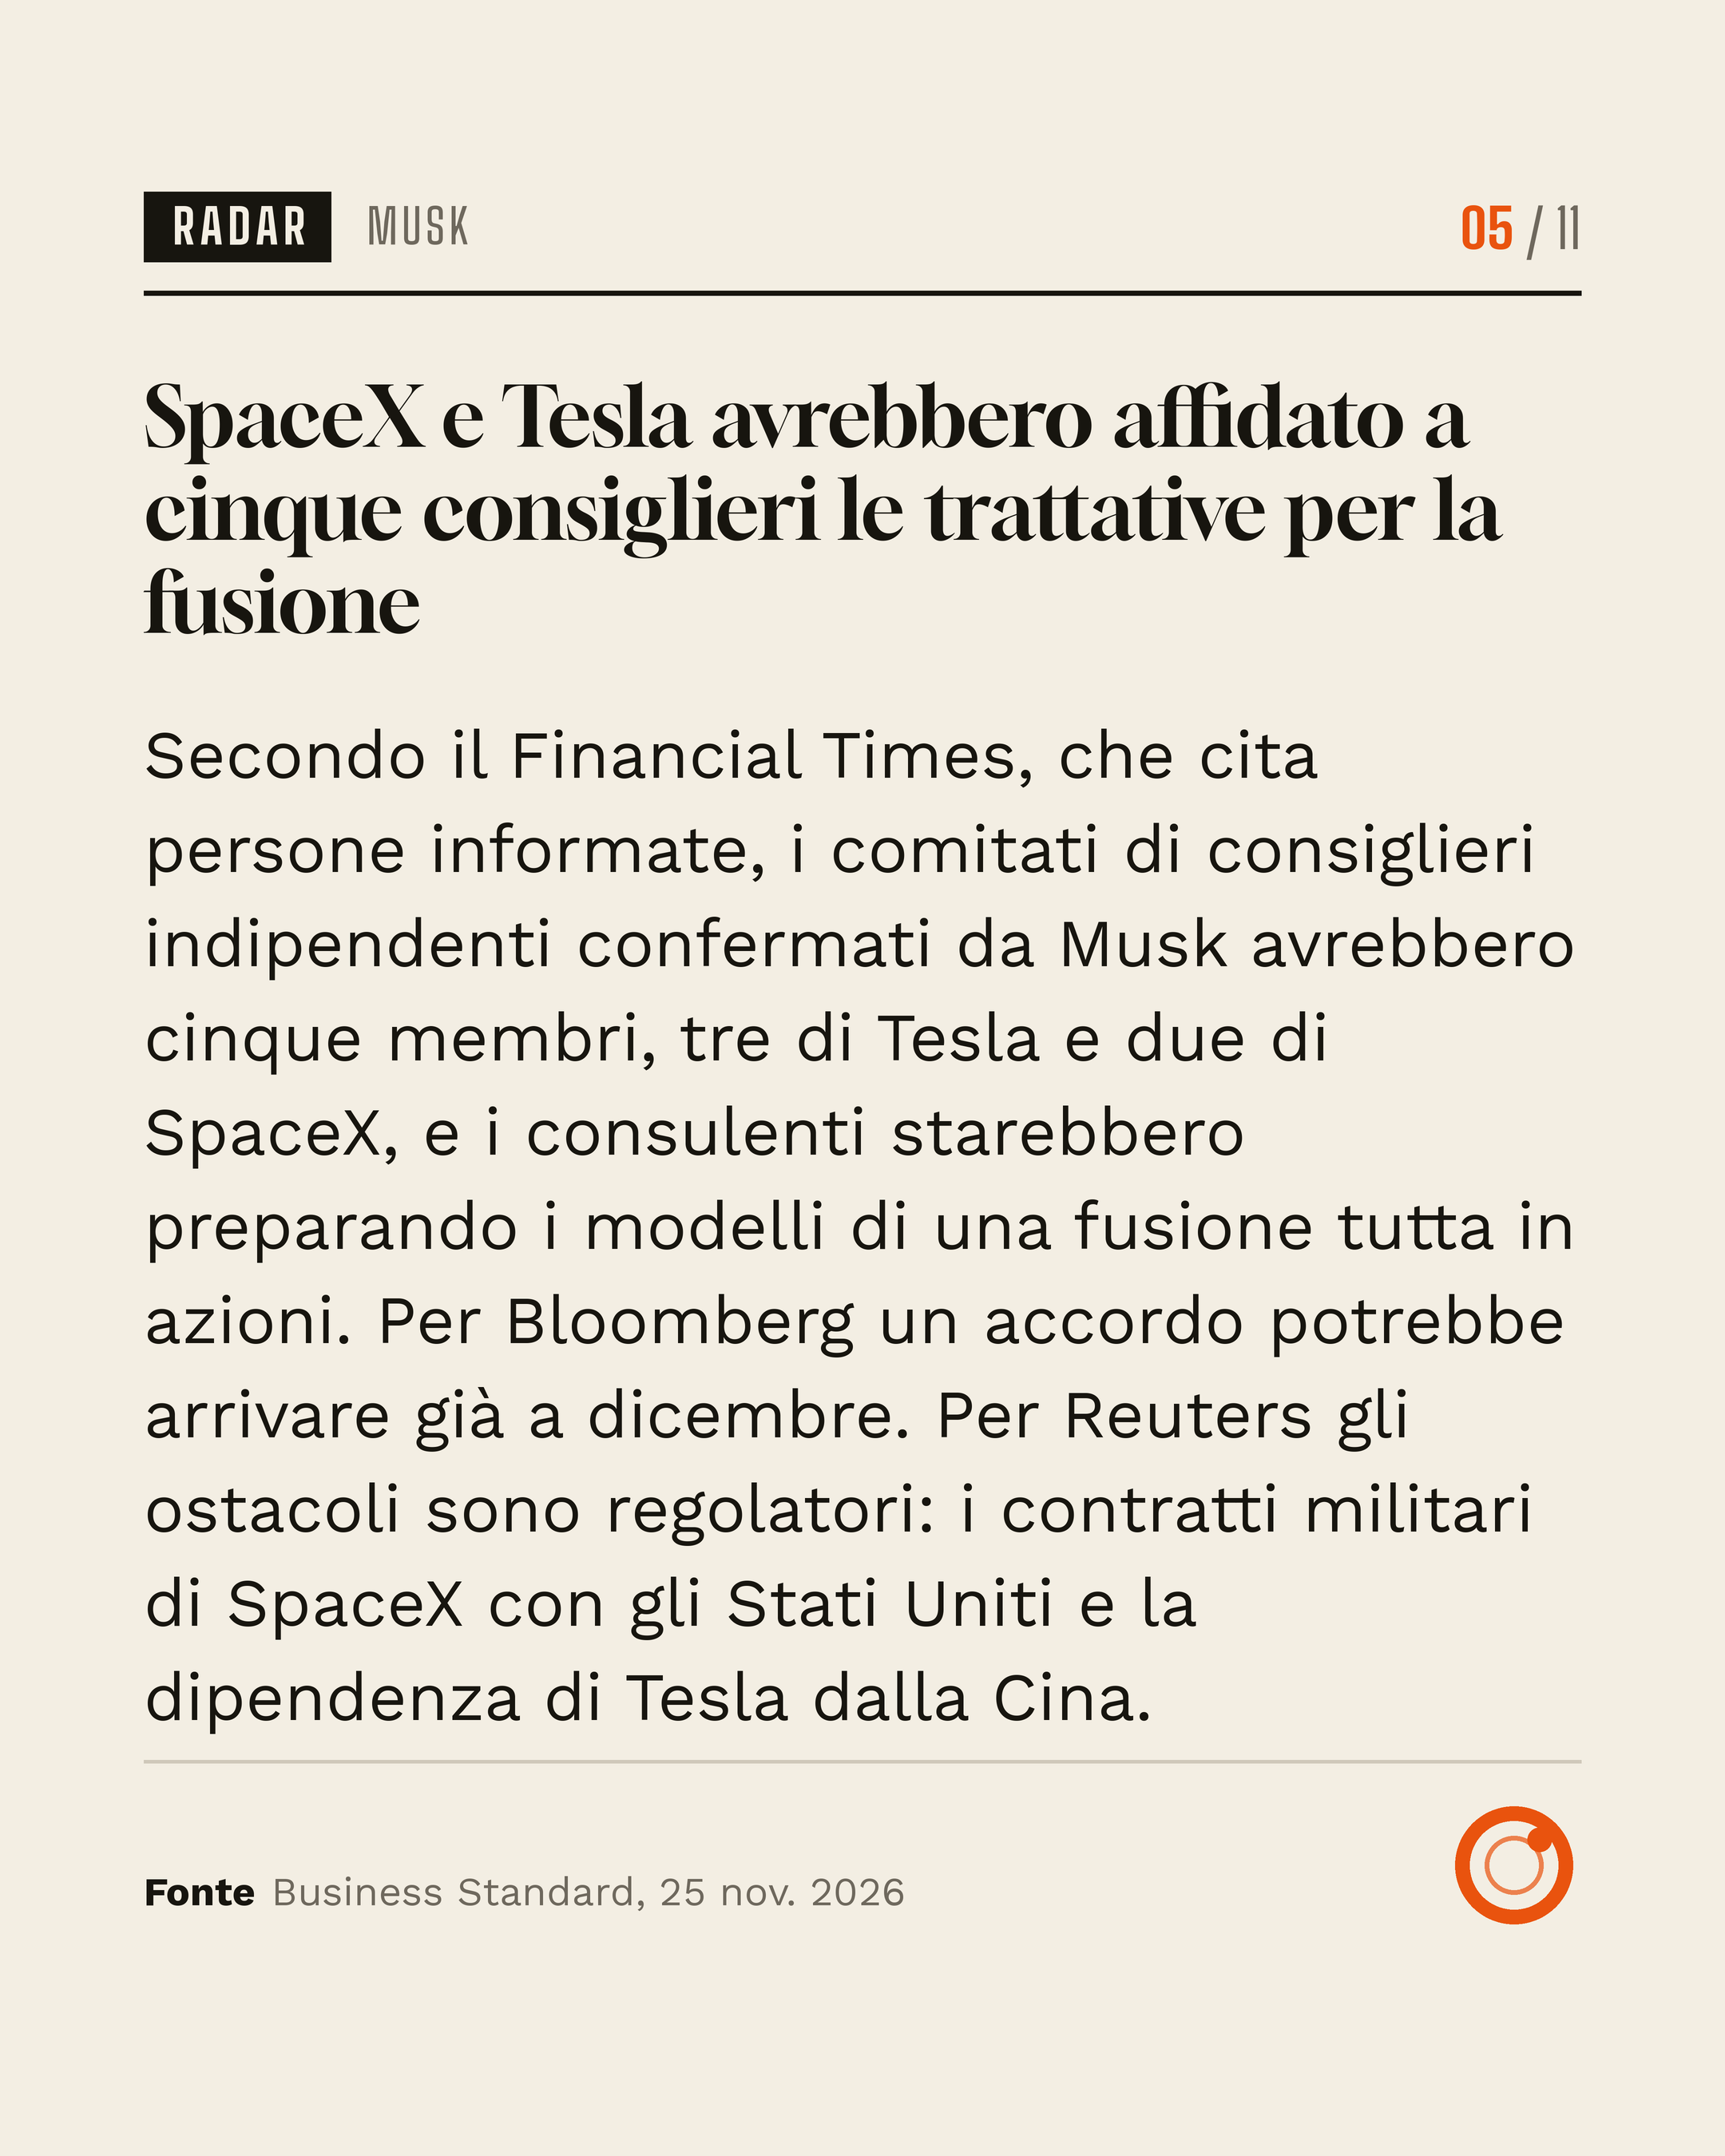 RADAR MUSK 05 / 11
SpaceX e Tesla avrebbero affidato a
cinque consiglieri le trattative per la
fusione
Secondo il Financial Times, che cita
persone informate, i comitati di consiglieri
indipendenti confermati da Musk avrebbero
cinque membri, tre di Tesla e due di
SpaceX, e i consulenti starebbero
preparando i modelli di una fusione tutta in
azioni. Per Bloomberg un accordo potrebbe
arrivare già a dicembre. Per Reuters gli
ostacoli sono regolatori: i contratti militari
di SpaceX con gli Stati Uniti e la
dipendenza di Tesla dalla Cina.
Fonte Business Standard, 25 nov. 2026